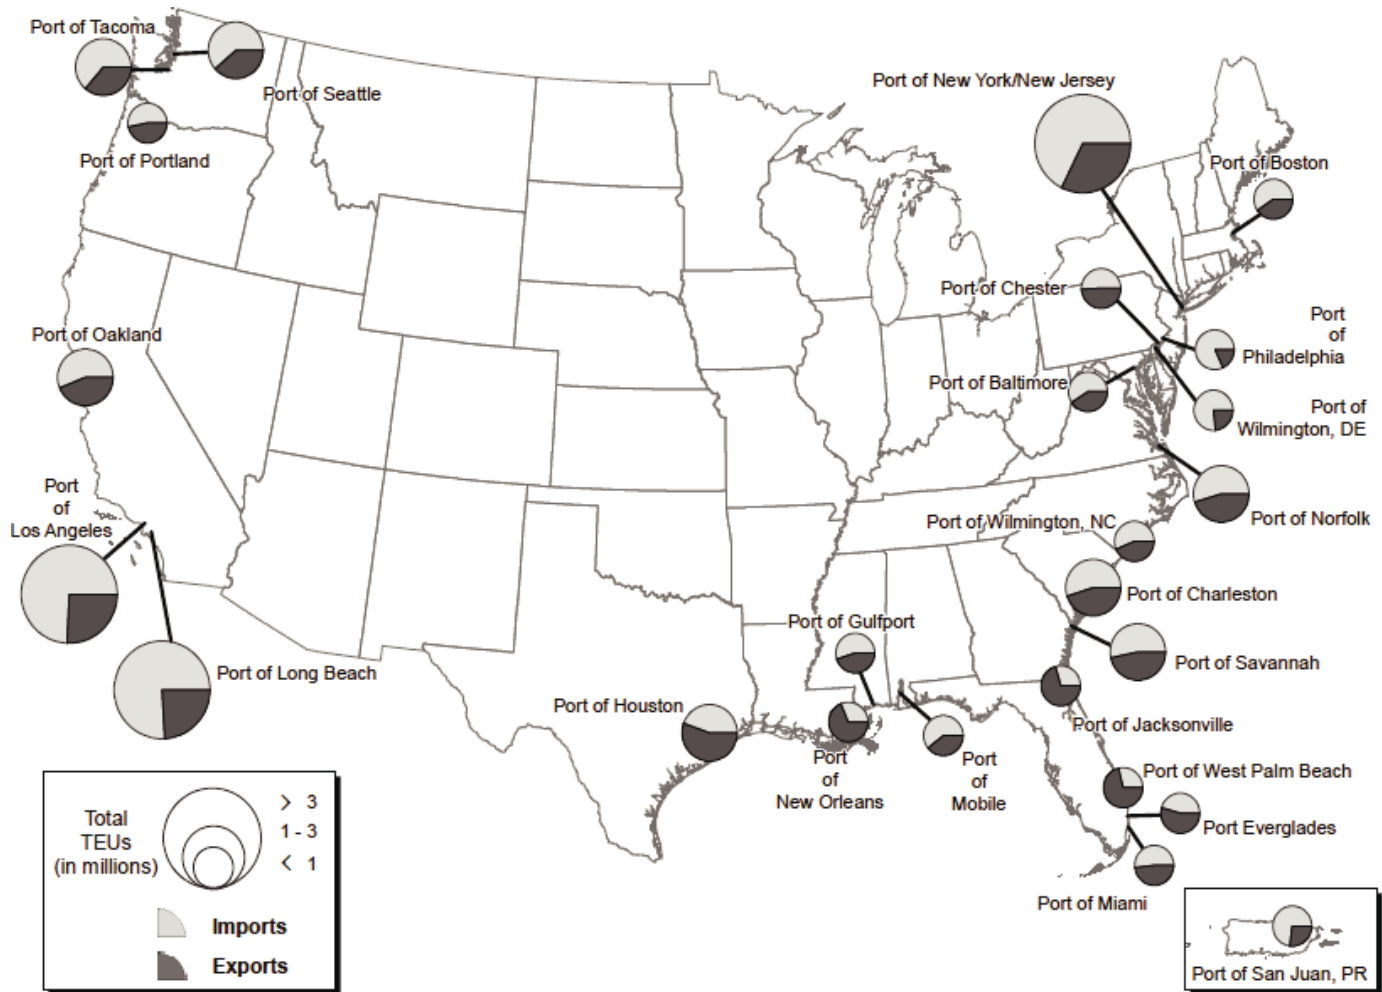 Port of Tacoma
Port of Seattle
Port of Portland
Port of New York/New Jersey
Port of Boston
Port of Chester
Port
of
Philadelphia
Port of Oakland
Port of Baltimore
Port of
Wilmington, DE
Port
of
Los Angeles
Port of Norfolk
Port of Wilmington, NC
Port of Charleston
Port of Gulfport
Port of Savannah
Port of Long Beach
Port of Houston
Port of Jacksonville
Port
of
New Orleans
Port
of
Mobile
Port of West Palm Beach
Port Everglades
Port of Miami
Total
TEUs
(in millions)
> 3
1 - 3
< 1
Imports
Exports
Port of San Juan, PR